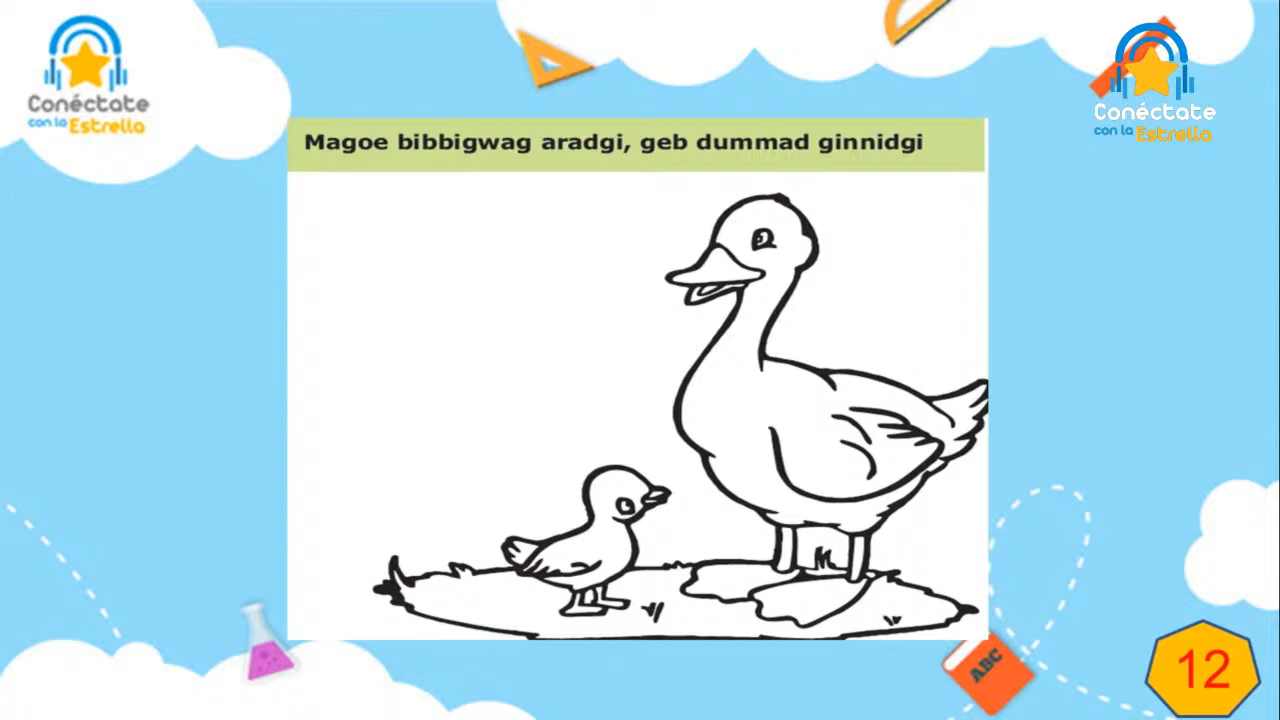 Conéctate
con la Estrella
Conéctate
con la Estrella
Magoe bibbigwag aradgi, geb dummad ginnidgi
ABC
12